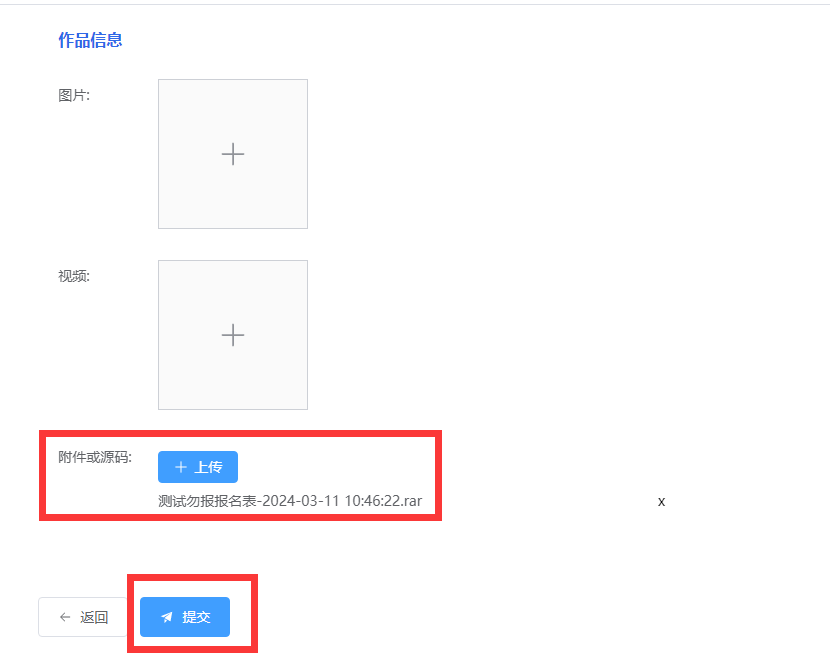 作品信息
图片:
视频:
附件或源码:
上传
测试勿报报名表-2024-03-11 10:46:22.rar
x
返回
提交